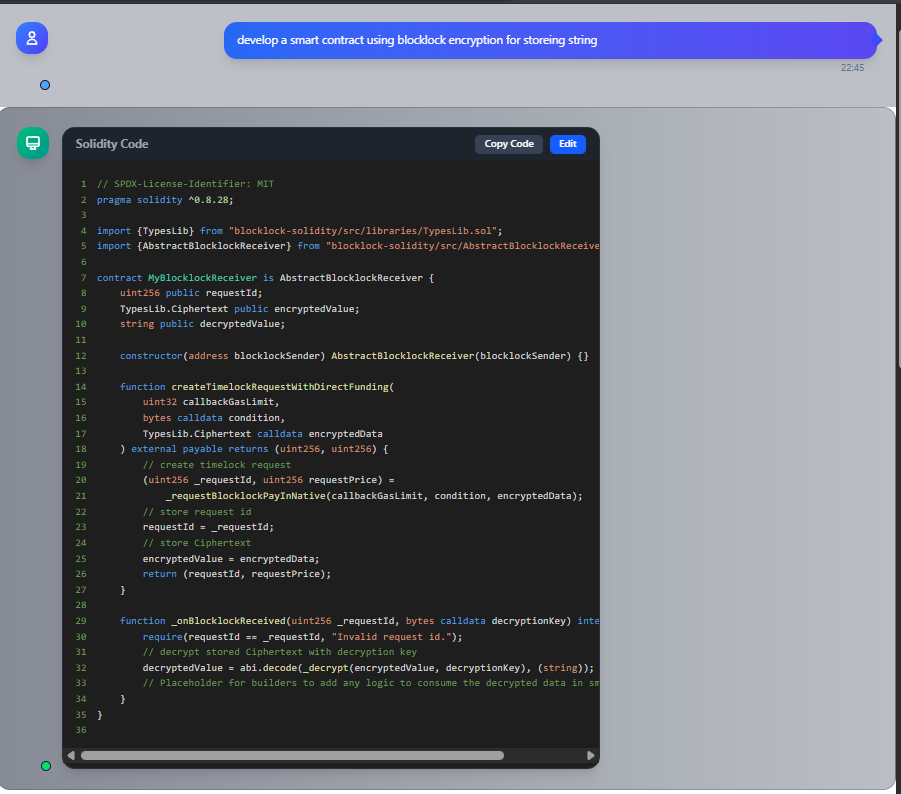 develop a smart contract using blocklock encryption for storeing string
22:45
Solidity Code
Copy Code
Edit
1 // SPDX-License-Identifier: MIT
2 pragma solidity ^0.8.28;
3
4 import {TypesLib} from "blocklock-solidity/src/libraries/TypesLib.sol";
5 import {AbstractBlocklockReceiver} from "blocklock-solidity/src/AbstractBlocklockReceive
6
7 contract MyBlocklockReceiver is AbstractBlocklockReceiver {
8     uint256 public requestId;
9     TypesLib.Ciphertext public encryptedValue;
10     string public decryptedValue;
11
12     constructor(address blocklockSender) AbstractBlocklockReceiver(blocklockSender) {}
13
14     function createTimelockRequestWithDirectFunding(
15         uint32 callbackGasLimit,
16         bytes calldata condition,
17         TypesLib.Ciphertext calldata encryptedData
18     ) external payable returns (uint256, uint256) {
19         // create timelock request
20         (uint256 _requestId, uint256 requestPrice) =
21             _requestBlocklockPayInNative(callbackGasLimit, condition, encryptedData);
22         // store request id
23         requestId = _requestId;
24         // store Ciphertext
25         encryptedValue = encryptedData;
26         return (requestId, requestPrice);
27     }
28
29     function _onBlocklockReceived(uint256 _requestId, bytes calldata decryptionKey) inte
30         require(requestId == _requestId, "Invalid request id.");
31         // decrypt stored Ciphertext with decryption key
32         decryptedValue = abi.decode(_decrypt(encryptedValue, decryptionKey), (string));
33         // Placeholder for builders to add any logic to consume the decrypted data in sm
34     }
35 }
36